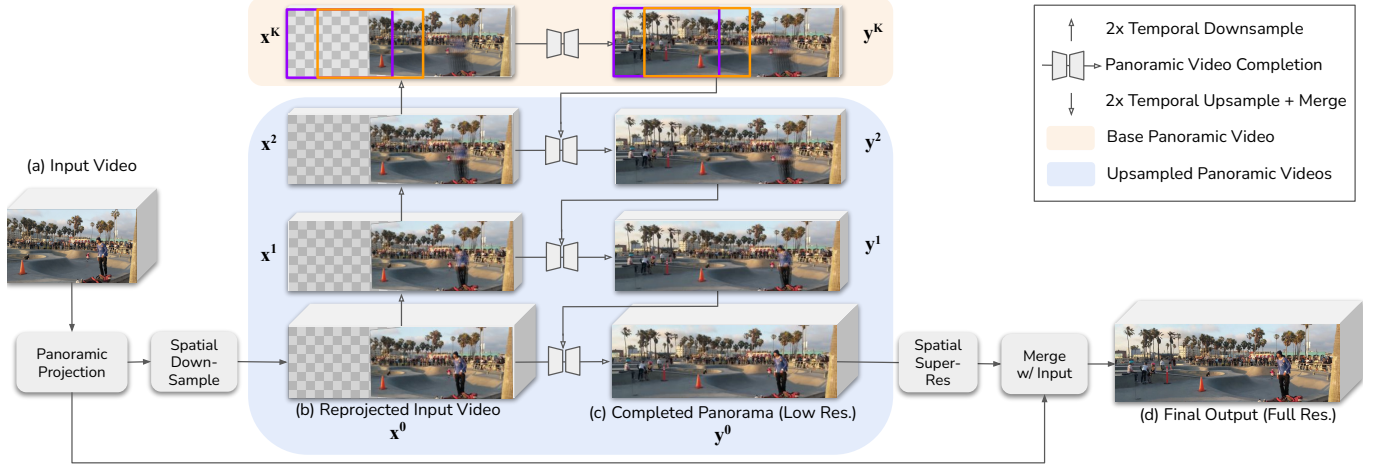 x^K
y^K
2x Temporal Downsample
Panoramic Video Completion
2x Temporal Upsample + Merge
Base Panoramic Video
Upsampled Panoramic Videos
x^2
y^2
(a) Input Video
x^1
y^1
Panoramic
Projection
Spatial
Down-
Sample
Spatial
Super-
Res
Merge
w/ Input
(b) Reprojected Input Video
x^0
(c) Completed Panorama (Low Res.)
y^0
(d) Final Output (Full Res.)